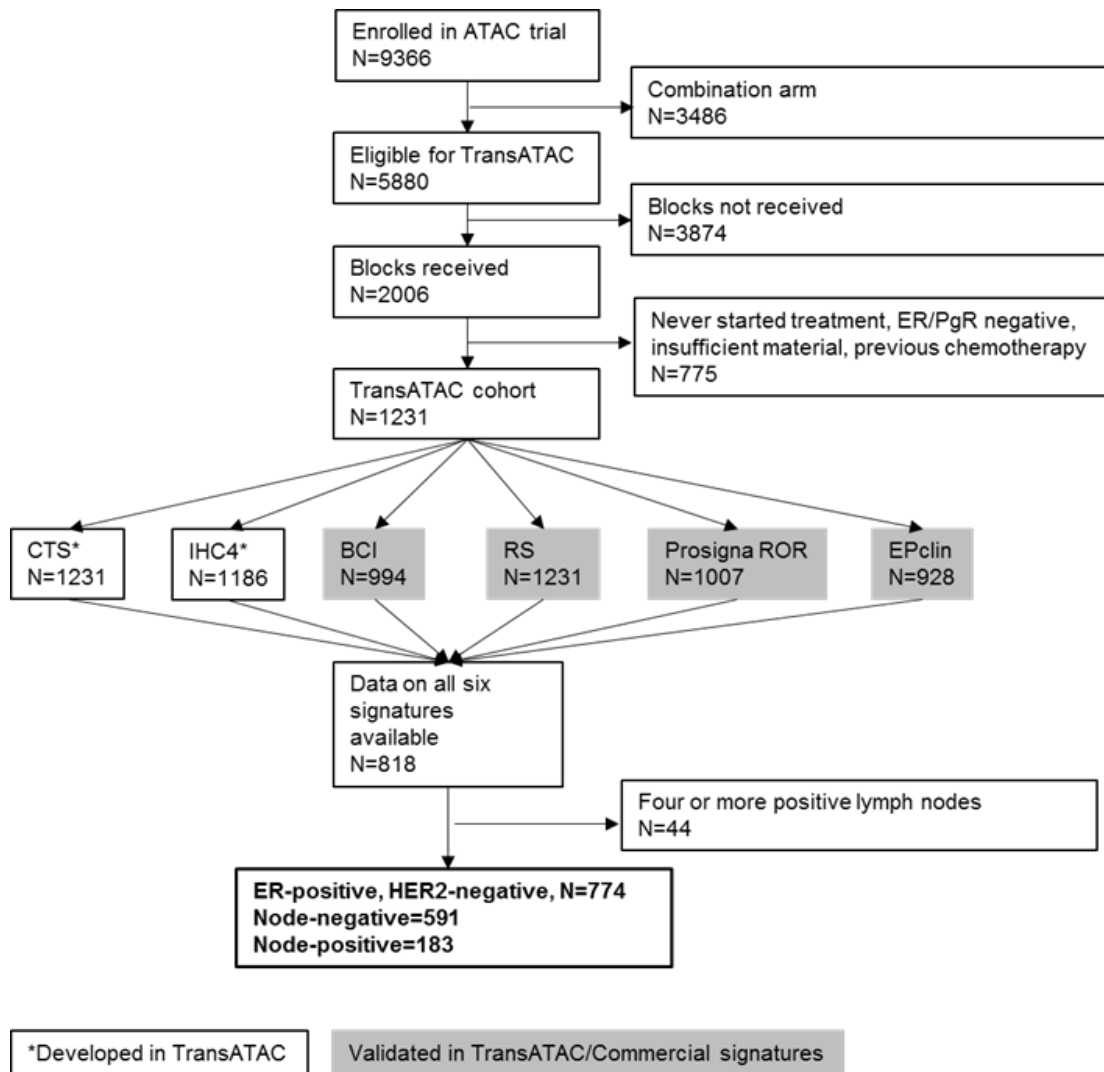 Enrolled in ATAC trial
N=9366
Combination arm
N=3486
Eligible for TransATAC
N=5880
Blocks not received
N=3874
Blocks received
N=2006
Never started treatment, ER/PgR negative,
insufficient material, previous chemotherapy
N=775
TransATAC cohort
N=1231
CTS*
N=1231
IHC4*
N=1186
BCI
N=994
RS
N=1231
Prosigna ROR
N=1007
EPclin
N=928
Data on all six
signatures
available
N=818
Four or more positive lymph nodes
N=44
ER-positive, HER2-negative, N=774
Node-negative=591
Node-positive=183
*Developed in TransATAC
Validated in TransATAC/Commercial signatures